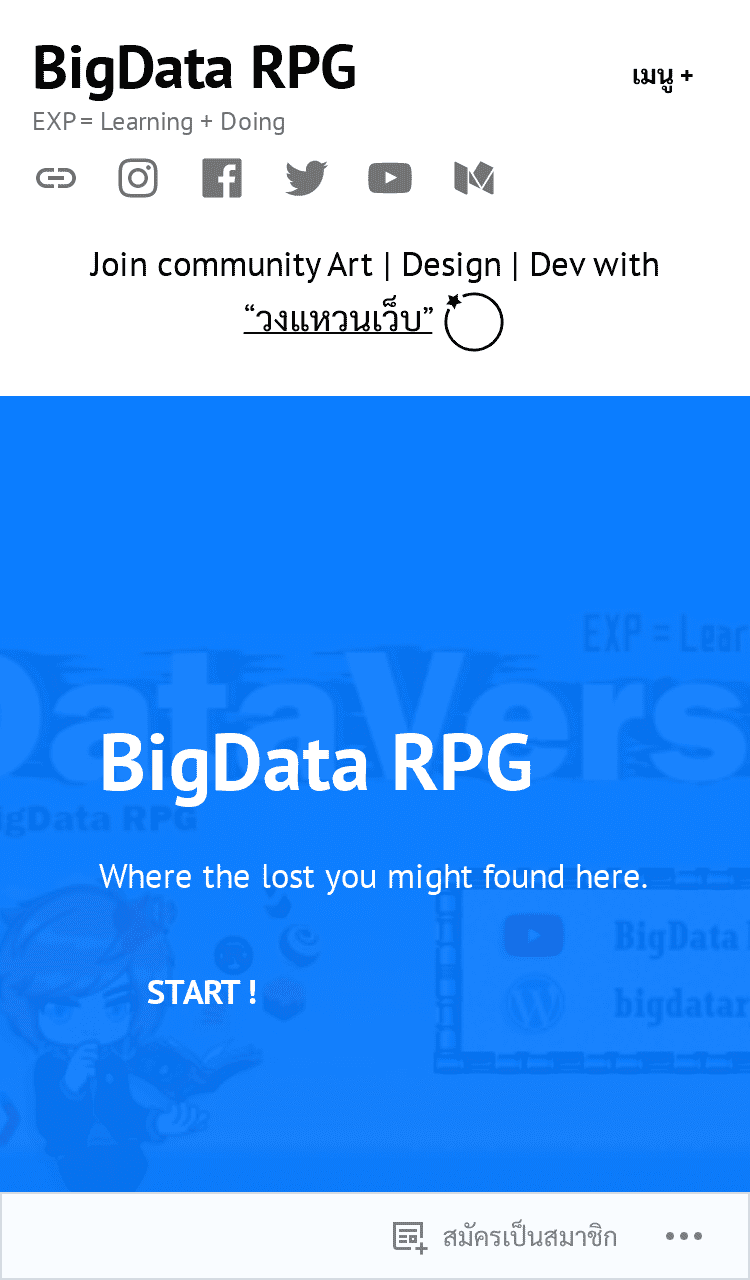 BigData RPG
เมนู +
EXP = Learning + Doing
Join community Art | Design | Dev with
“วงแหวนเว็บ”
EXP = Lear
DataVers
BigData RPG
igData RPG
Where the lost you might found here.
BigData
START !
bigdatar
สมัครเป็นสมาชิก